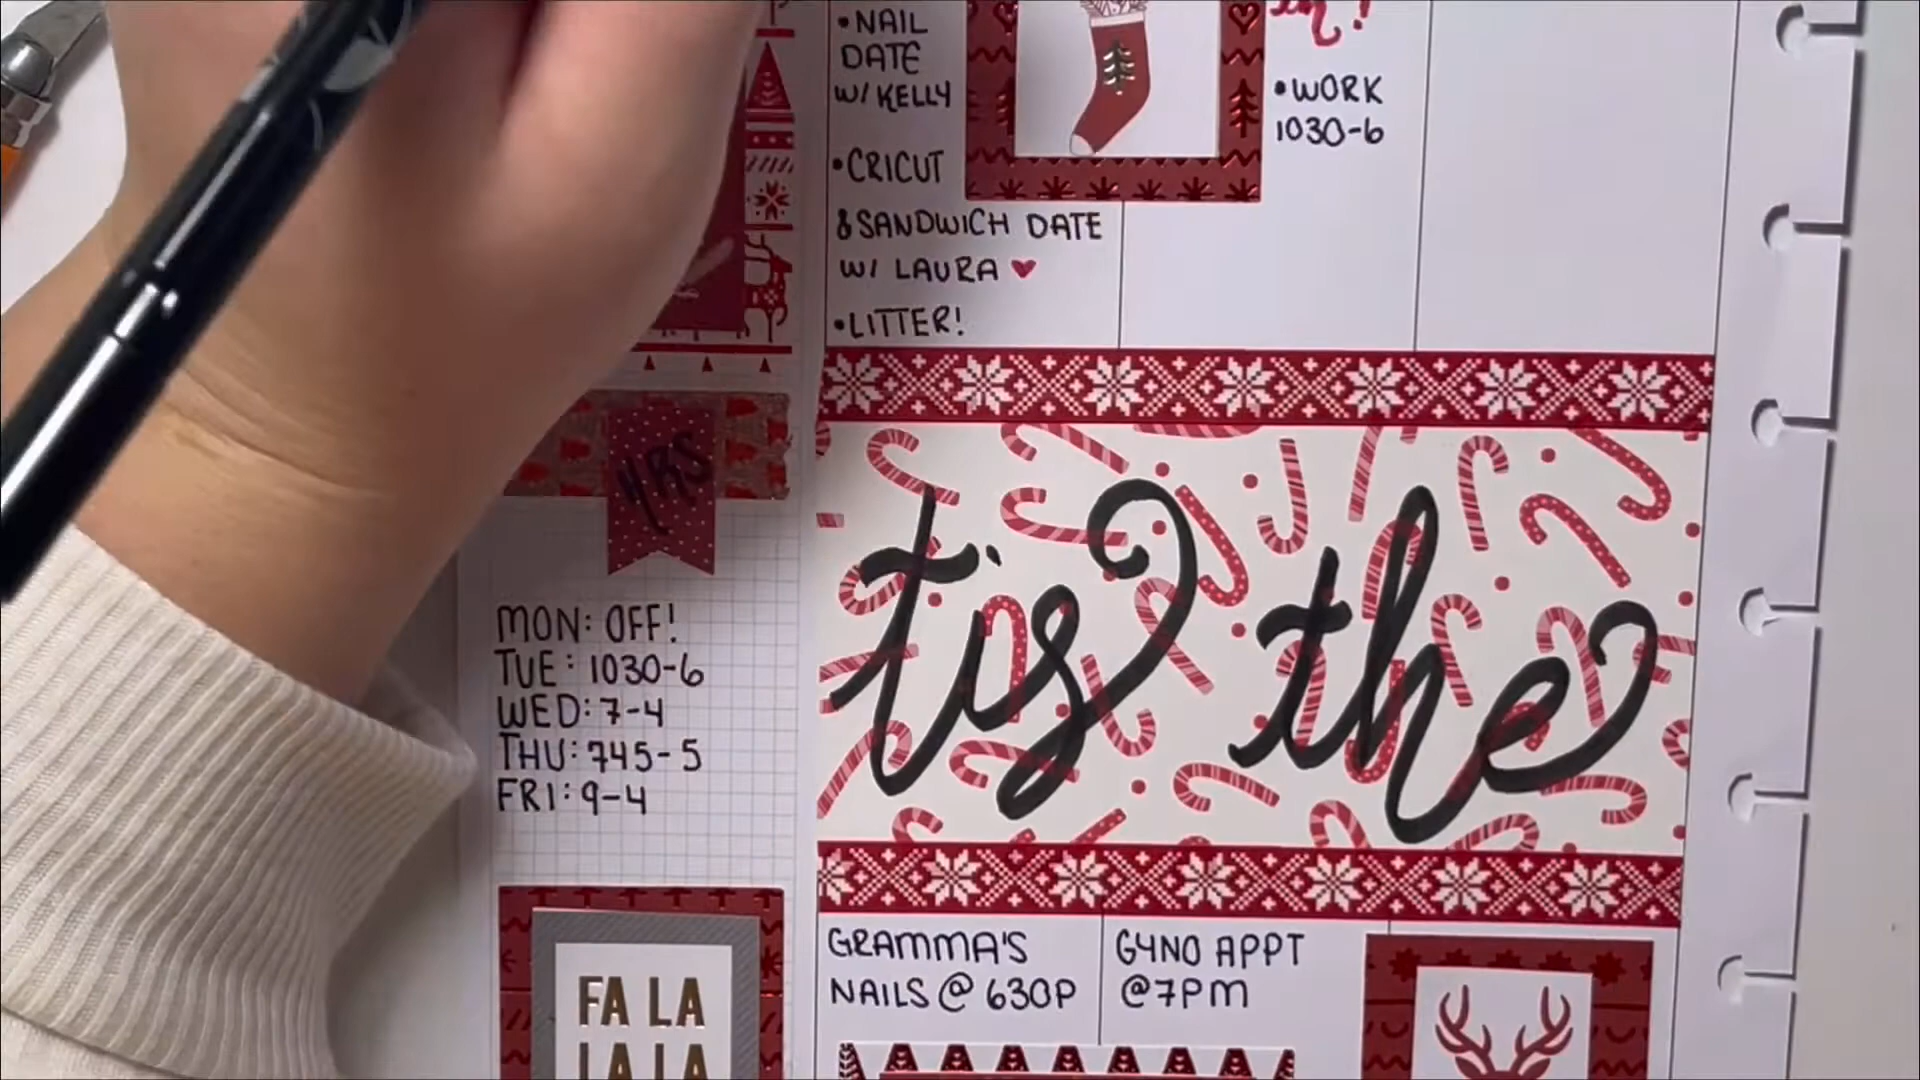 •NAIL
DATE
W/ KELLY
•CRICUT
& SANDWICH DATE
W/ LAURA ♥
•LITTER!
in!
•WORK
1030-6
HRS
MON: OFF!
TUE: 1030-6
WED: 7-4
THU: 745-5
FRI: 9-4
tis the
FA LA
LA LA
GRAMMA'S
NAILS @ 630P
GYNO APPT
@7PM